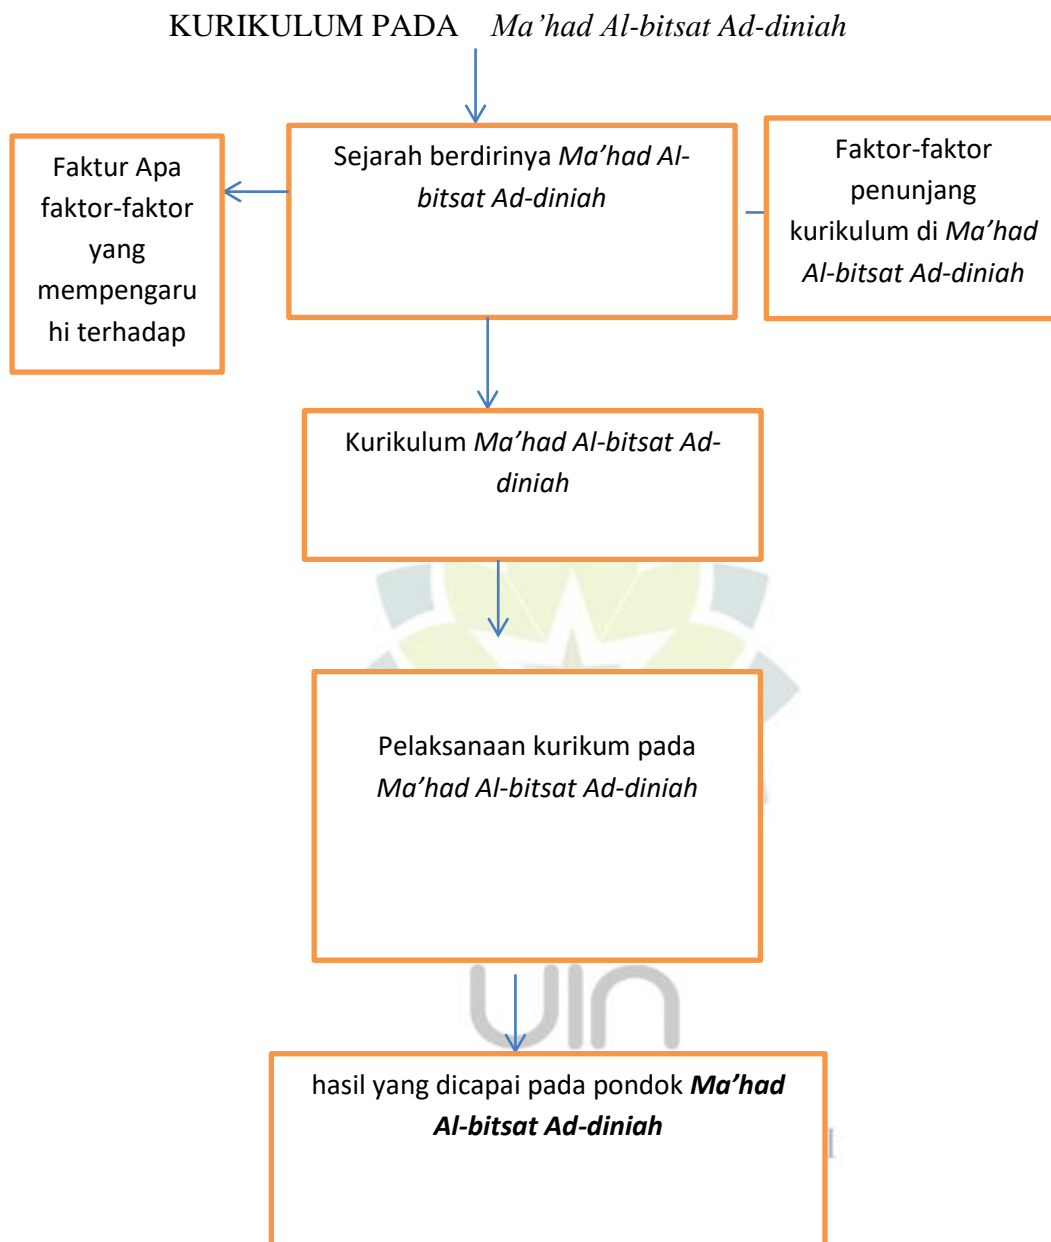 KURIKULUM PADA Ma’had Al-bitsat Ad-diniah
Faktur Apa
faktor-faktor
yang
mempengaru
hi terhadap
Sejarah berdirinya Ma’had Al-
bitsat Ad-diniah
Faktor-faktor
penunjang
kurikulum di Ma’had
Al-bitsat Ad-diniah
Kurikulum Ma’had Al-bitsat Ad-
diniah
Pelaksanaan kurikum pada
Ma’had Al-bitsat Ad-diniah
uin
hasil yang dicapai pada pondok Ma’had
Al-bitsat Ad-diniah